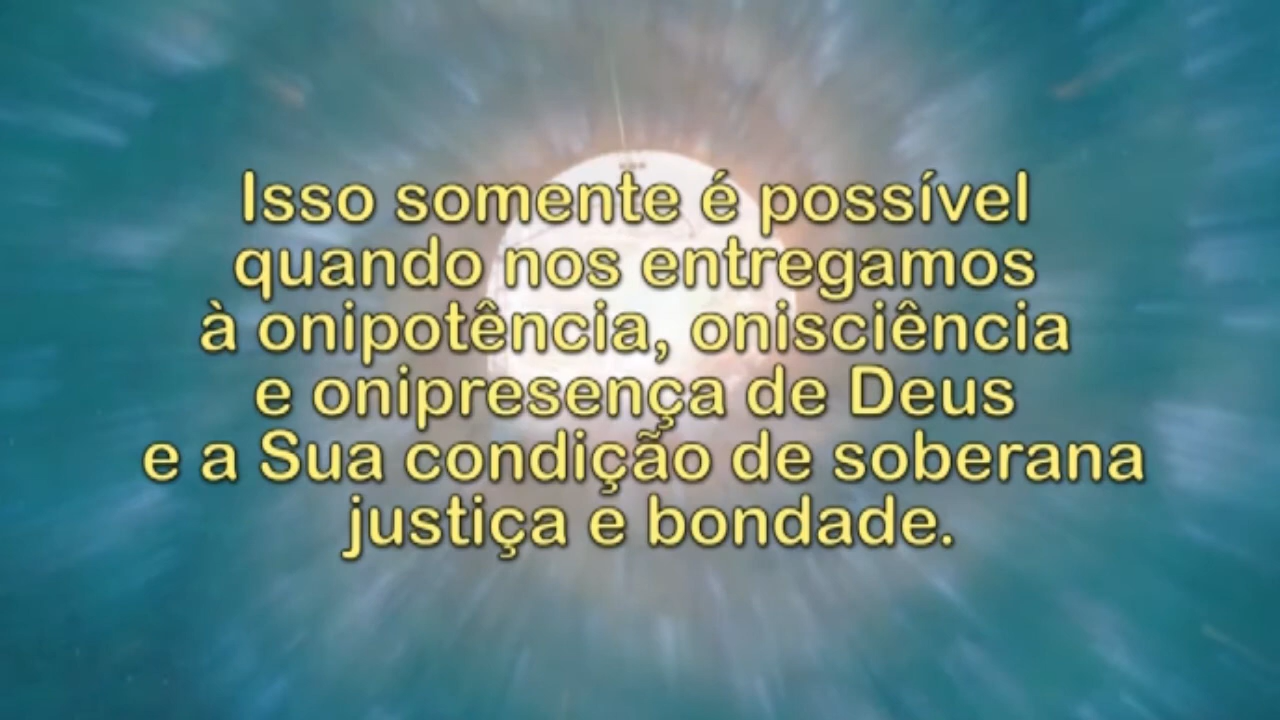 Isso somente é possível
quando nos entregamos
à onipotência, onisciência
e onipresença de Deus
e a Sua condição de soberana
justiça e bondade.